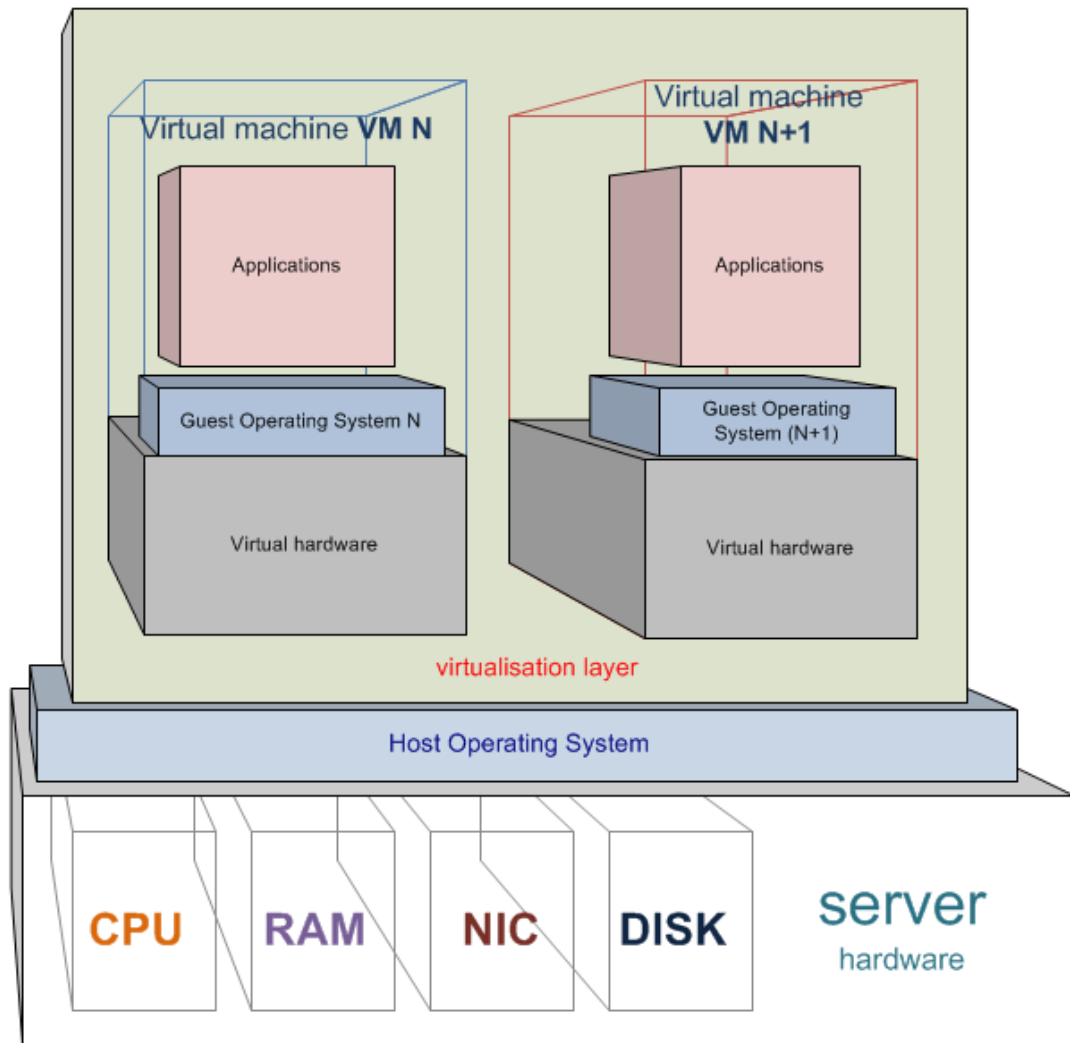 Virtual machine VM N
Virtual machine
VM N+1
Applications
Applications
Guest Operating System N
Guest Operating
System (N+1)
Virtual hardware
Virtual hardware
virtualisation layer
Host Operating System
CPU
RAM
NIC
DISK
server
hardware